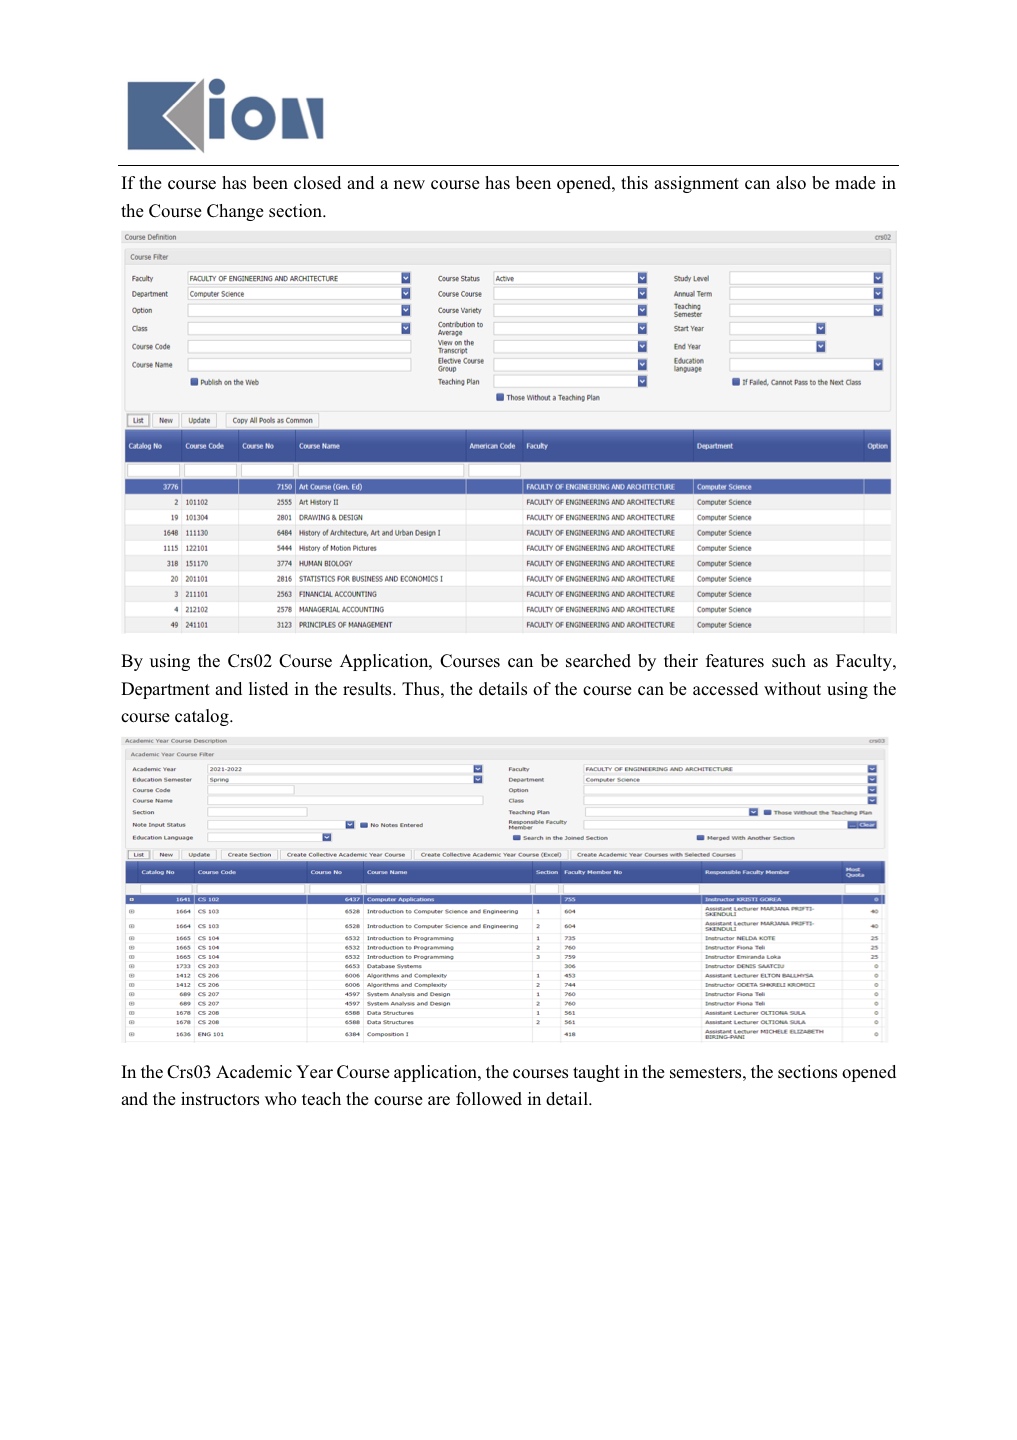 Kion
If the course has been closed and a new course has been opened, this assignment can also be made in
the Course Change section.
Course Definition crs02
Course Filter
Faculty FACULTY OF ENGINEERING AND ARCHITECTURE Course Status Active Study Level
Department Computer Science Course Course Annual Term
Option Course Variety Teaching Semester
Class Contribution to Average Start Year
Course Code View on the Transcript End Year
Course Name Elective Course Group Education language
Publish on the Web Teaching Plan If Failed, Cannot Pass to the Next Class
Those Without a Teaching Plan
List New Update Copy All Pools as Common
Catalog No Course Code Course No Course Name American Code Faculty Department Option
3776 7150 Art Course (Gen. Ed) FACULTY OF ENGINEERING AND ARCHITECTURE Computer Science
2 101102 2555 Art History II FACULTY OF ENGINEERING AND ARCHITECTURE Computer Science
19 101304 2801 DRAWING & DESIGN FACULTY OF ENGINEERING AND ARCHITECTURE Computer Science
1648 111130 6484 History of Architecture, Art and Urban Design I FACULTY OF ENGINEERING AND ARCHITECTURE Computer Science
1115 122101 5444 History of Motion Pictures FACULTY OF ENGINEERING AND ARCHITECTURE Computer Science
318 151170 3774 HUMAN BIOLOGY FACULTY OF ENGINEERING AND ARCHITECTURE Computer Science
20 201101 2816 STATISTICS FOR BUSINESS AND ECONOMICS I FACULTY OF ENGINEERING AND ARCHITECTURE Computer Science
3 211101 2563 FINANCIAL ACCOUNTING FACULTY OF ENGINEERING AND ARCHITECTURE Computer Science
4 212102 2578 MANAGERIAL ACCOUNTING FACULTY OF ENGINEERING AND ARCHITECTURE Computer Science
49 241101 3123 PRINCIPLES OF MANAGEMENT FACULTY OF ENGINEERING AND ARCHITECTURE Computer Science
By using the Crs02 Course Application, Courses can be searched by their features such as Faculty,
Department and listed in the results. Thus, the details of the course can be accessed without using the
course catalog.
Academic Year Course Description crs03
Academic Year Course Filter
Academic Year 2021-2022 Faculty FACULTY OF ENGINEERING AND ARCHITECTURE
Education Semester Spring Department Computer Science
Course Code Option
Course Name Class
Section Teaching Plan Those Without the Teaching Plan
Note Input Status No Notes Entered Responsible Faculty Member ... Clear
Education Language Search in the Joined Section Merged With Another Section
List New Update Create Section Create Collective Academic Year Course Create Collective Academic Year Course (Excel) Create Academic Year Courses with Selected Courses
Catalog No Course Code Course No Course Name Section Faculty Member No Responsible Faculty Member Most Quota
1641 CS 102 6437 Computer Applications 755 Instructor KRISTI GOREA 0
1664 CS 103 6528 Introduction to Computer Science and Engineering 1 604 Assistant Lecturer MARJANA PRIFTI-SKENDULI 40
1664 CS 103 6528 Introduction to Computer Science and Engineering 2 604 Assistant Lecturer MARJANA PRIFTI-SKENDULI 40
1665 CS 104 6532 Introduction to Programming 1 735 Instructor NELDA KOTE 25
1665 CS 104 6532 Introduction to Programming 2 760 Instructor Fiona Teli 25
1665 CS 104 6532 Introduction to Programming 3 759 Instructor Emiranda Loka 25
1733 CS 203 6653 Database Systems 306 Instructor DENIS SAATCIU 0
1412 CS 206 6006 Algorithms and Complexity 1 453 Assistant Lecturer ELTON BALLHYSA 0
1412 CS 206 6006 Algorithms and Complexity 2 744 Instructor ODETA SHKRELI KROMICI 0
689 CS 207 4597 System Analysis and Design 1 760 Instructor Fiona Teli 0
689 CS 207 4597 System Analysis and Design 2 760 Instructor Fiona Teli 0
1678 CS 208 6588 Data Structures 1 561 Assistant Lecturer OLTIONA SULA 0
1678 CS 208 6588 Data Structures 2 561 Assistant Lecturer OLTIONA SULA 0
1636 ENG 101 6384 Composition I 418 Assistant Lecturer MICHELE ELIZABETH BIRING-PANI 0
In the Crs03 Academic Year Course application, the courses taught in the semesters, the sections opened
and the instructors who teach the course are followed in detail.